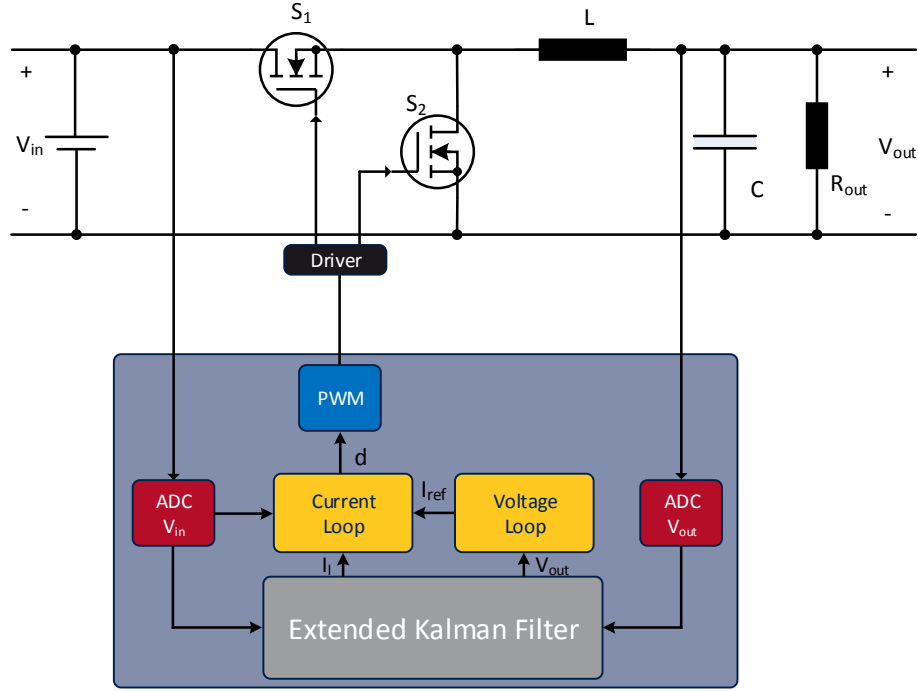 S1
L
+
+
S2
Vin
Vout
C
Rout
-
-
Driver
PWM
d
ADC
Vin
Current
Loop
Iref
Voltage
Loop
ADC
Vout
Il
Vout
Extended Kalman Filter